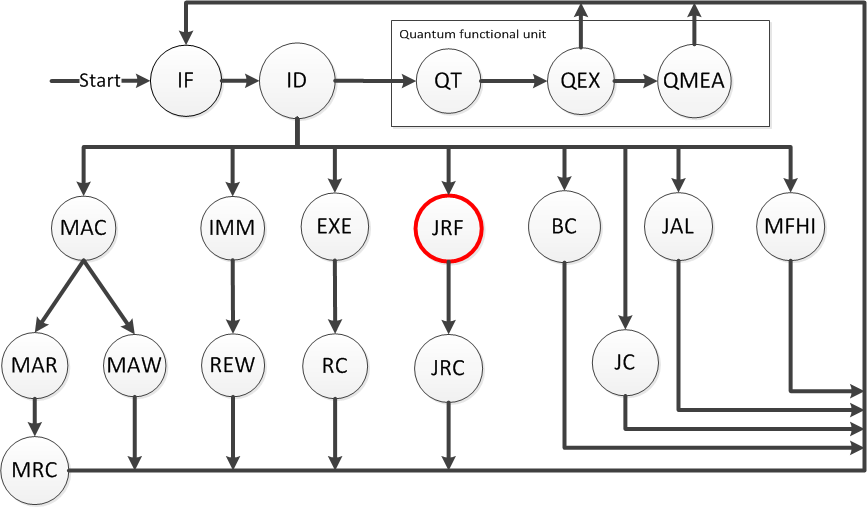 Quantum functional unit
Start
IF
ID
QT
QEX
QMEA
MAC
IMM
EXE
JRF
BC
JAL
MFHI
MAR
MAW
REW
RC
JRC
JC
MRC